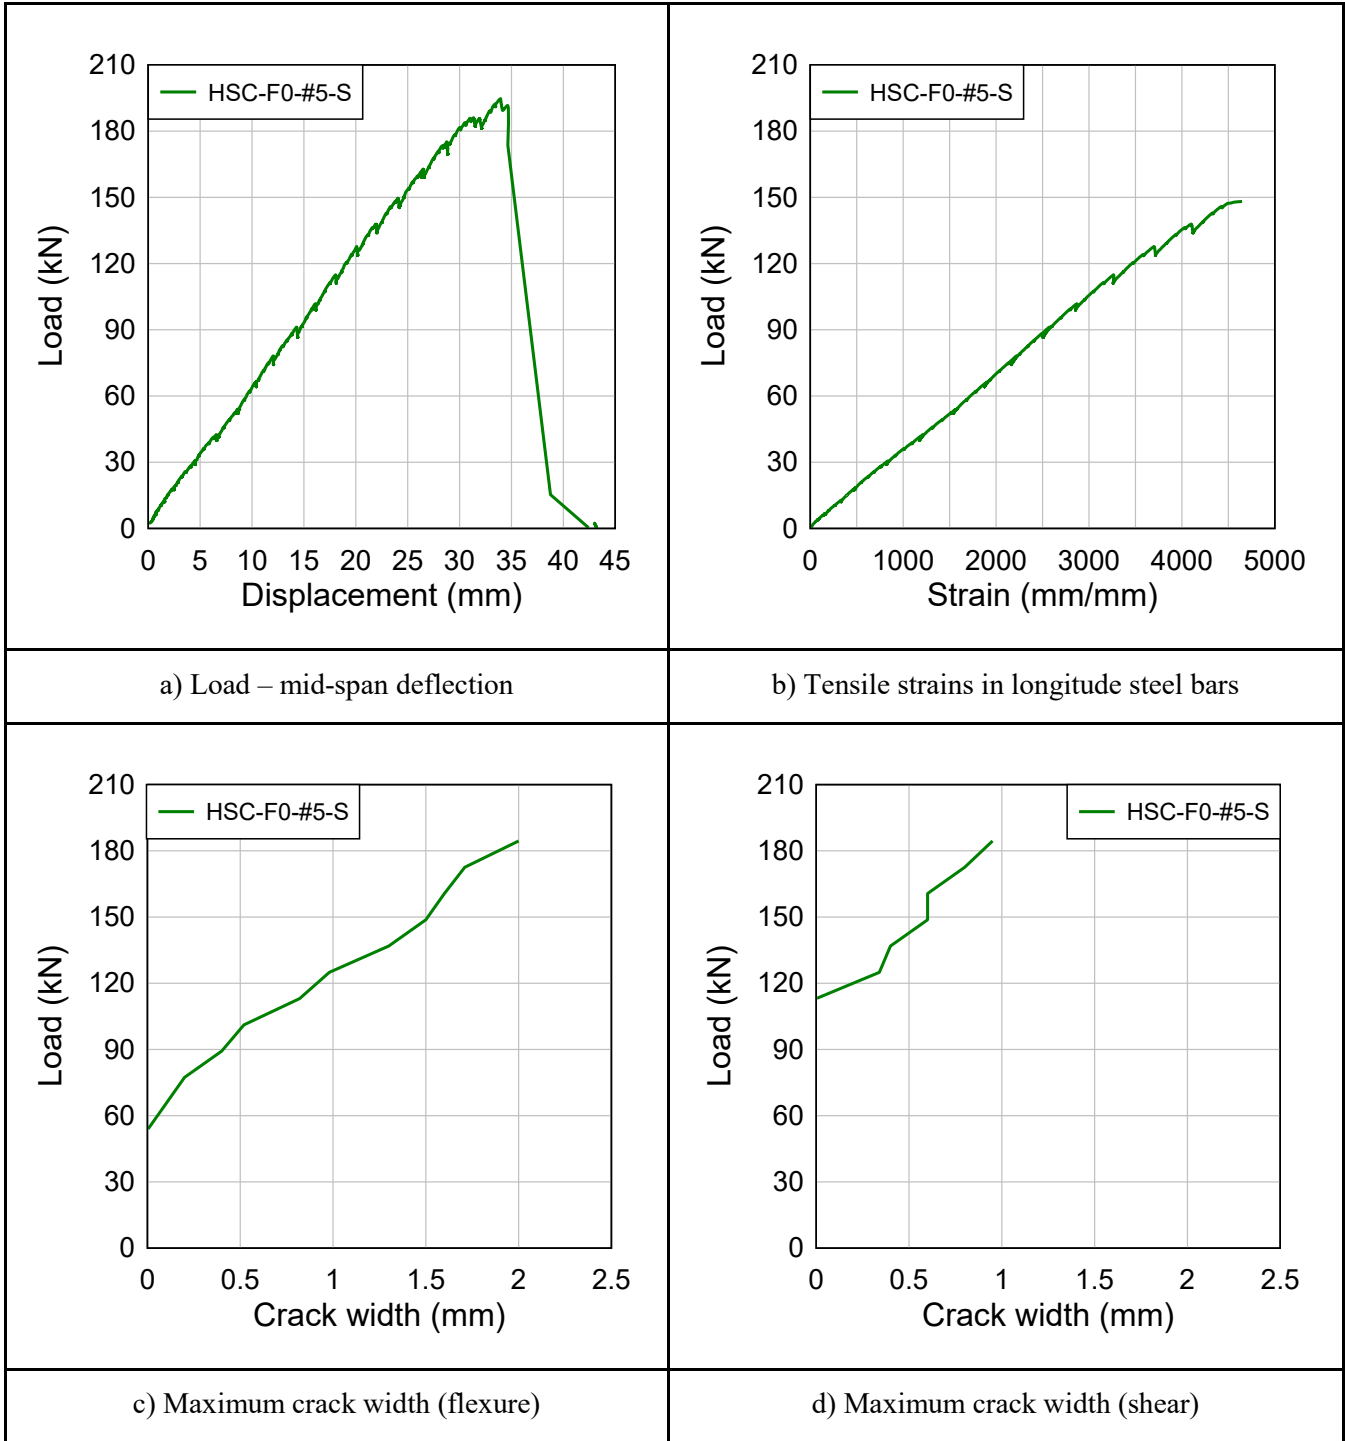 210
180
150
120
90
60
30
0
HSC-F0-#5-S
Load (kN)
0 5 10 15 20 25 30 35 40 45
Displacement (mm)
210
180
150
120
90
60
30
0
HSC-F0-#5-S
Load (kN)
0 1000 2000 3000 4000 5000
Strain (mm/mm)
a) Load – mid-span deflection
b) Tensile strains in longitude steel bars
210
180
150
120
90
60
30
0
HSC-F0-#5-S
Load (kN)
0 0.5 1 1.5 2 2.5
Crack width (mm)
210
180
150
120
90
60
30
0
HSC-F0-#5-S
Load (kN)
0 0.5 1 1.5 2 2.5
Crack width (mm)
c) Maximum crack width (flexure)
d) Maximum crack width (shear)